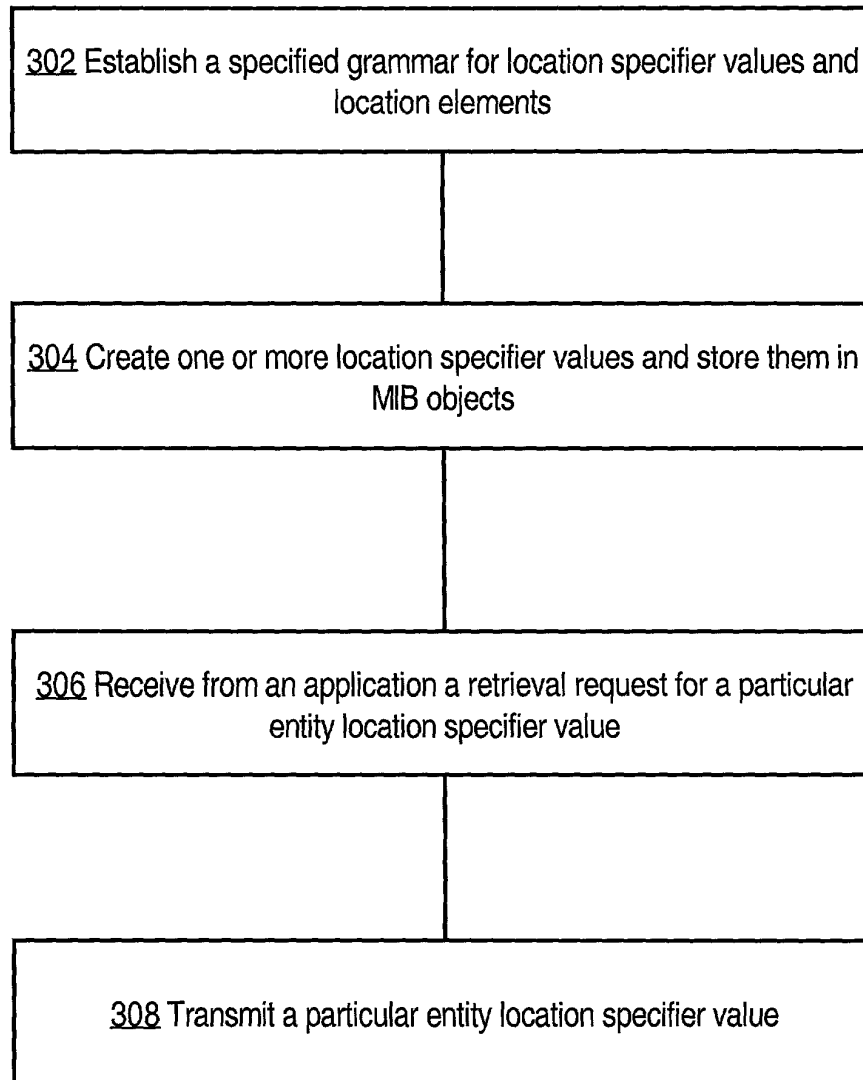 302 Establish a specified grammar for location specifier values and
location elements
304 Create one or more location specifier values and store them in
MIB objects
306 Receive from an application a retrieval request for a particular
entity location specifier value
308 Transmit a particular entity location specifier value